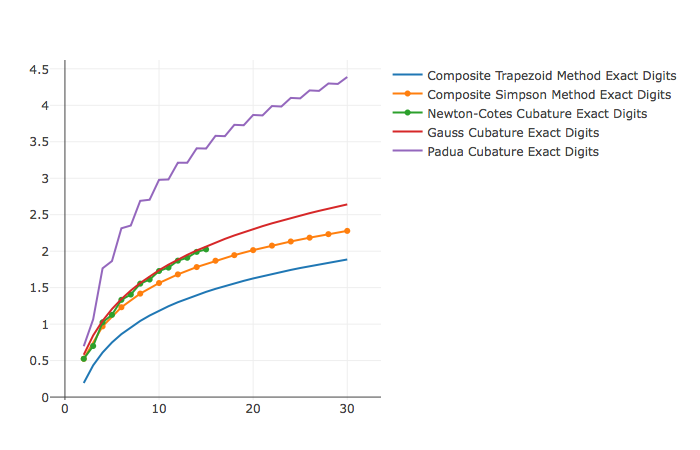 4.5
4
3.5
3
2.5
2
1.5
1
0.5
0
0 10 20 30
Composite Trapezoid Method Exact Digits
Composite Simpson Method Exact Digits
Newton-Cotes Cubature Exact Digits
Gauss Cubature Exact Digits
Padua Cubature Exact Digits